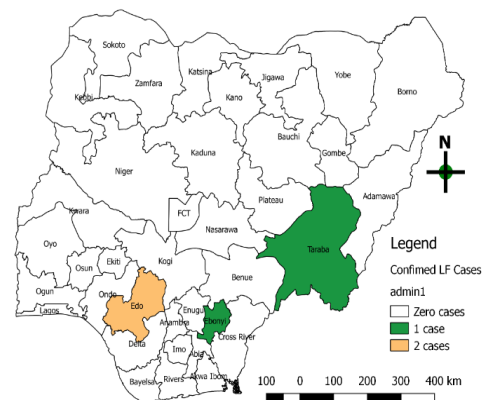 Sokoto
Katsina
Jigawa
Yobe
Borno
Zamfara
Kebbi
Kano
Bauchi
Gombe
Kaduna
Niger
Adamawa
Plateau
FCT
Kwara
Nasarawa
Taraba
Oyo
Ekiti
Kogi
Osun
Benue
Ogun
Ondo
Edo
Lagos
Enugu
Ebonyi
Anambra
Cross River
Delta
Imo
Abia
Bayelsa
Rivers
Akwa Ibom
N
Legend
Confimed LF Cases
admin1
Zero cases
1 case
2 cases
100 0 100 200 300 400 km